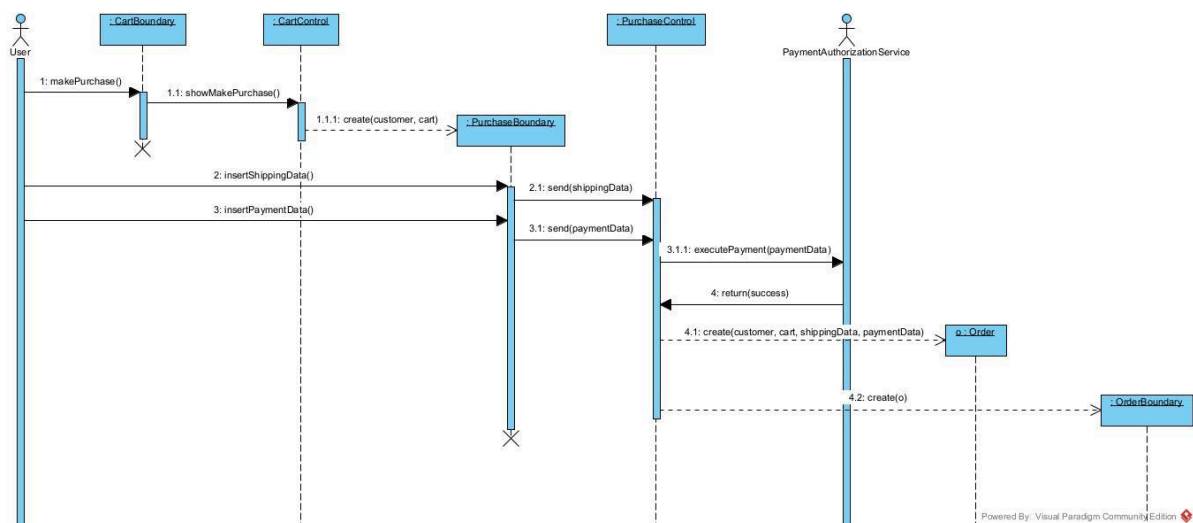 : CartBoundary
: CartControl
: PurchaseControl
User
PaymentAuthorizationService
1: makePurchase()
1.1: showMakePurchase()
1.1.1: create(customer, cart)
: PurchaseBoundary
2: insertShippingData()
2.1: send(shippingData)
3: insertPaymentData()
3.1: send(paymentData)
3.1.1: executePayment(paymentData)
4: return(success)
4.1: create(customer, cart, shippingData, paymentData)
o : Order
4.2: create(o)
: OrderBoundary
Powered By: Visual Paradigm Community Edition